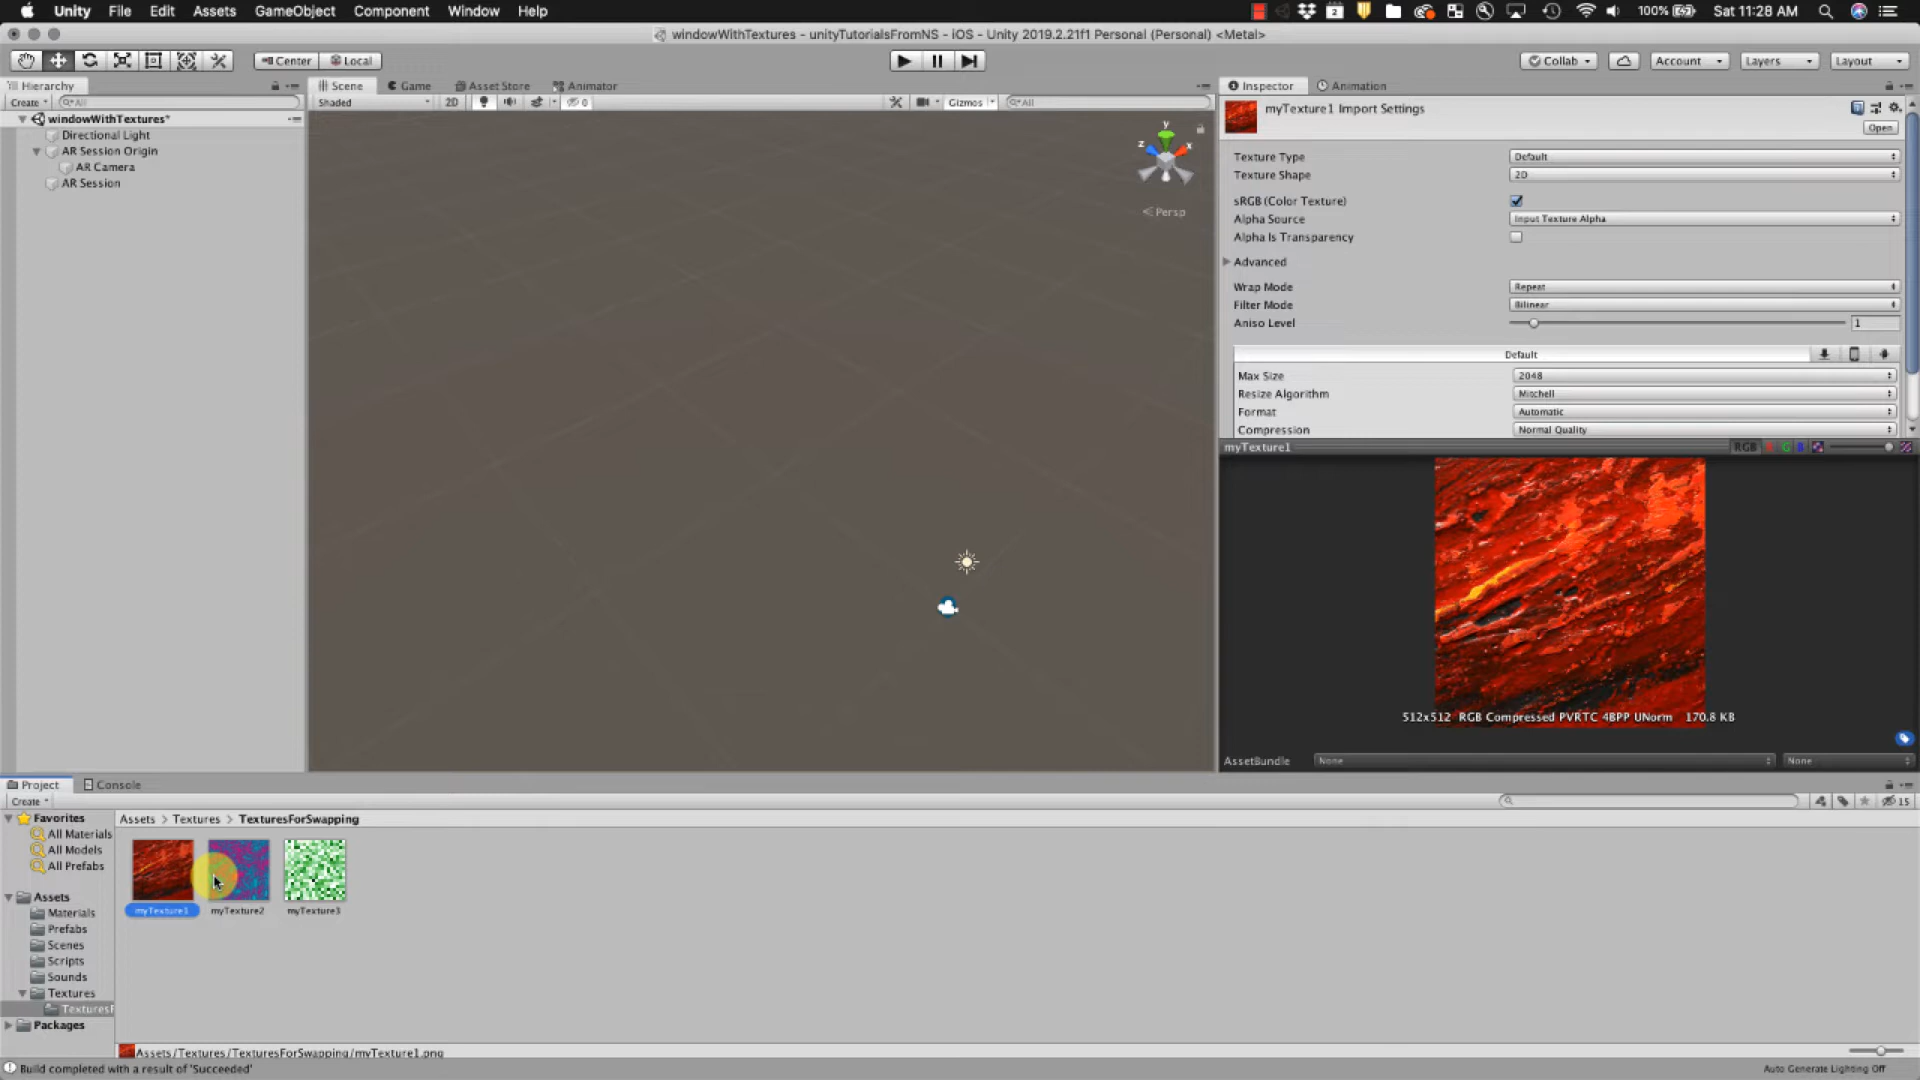 Unity File Edit Assets GameObject Component Window Help
2 100% Sat 11:28 AM
windowWithTextures - unityTutorialsFromNS - iOS - Unity 2019.2.21f1 Personal (Personal) <Metal>
Center Local
Collab Account Layers Layout
Hierarchy
Create All
windowWithTextures*
Directional Light
AR Session Origin
AR Camera
AR Session
Scene Game Asset Store Animator
Shaded 2D 0 Gizmos All
y
z x
Persp
Inspector Animation
myTexture1 Import Settings
Open
Texture Type Default
Texture Shape 2D
sRGB (Color Texture)
Alpha Source Input Texture Alpha
Alpha Is Transparency
Advanced
Wrap Mode Repeat
Filter Mode Bilinear
Aniso Level 1
Default
Max Size 2048
Resize Algorithm Mitchell
Format Automatic
Compression Normal Quality
myTexture1 RGB R G B
512x512 RGB Compressed PVRTC 4BPP UNorm 170.8 KB
AssetBundle None None
Project Console
Create 15
Favorites
All Materials
All Models
All Prefabs
Assets
Materials
Prefabs
Scenes
Scripts
Sounds
Textures
TexturesF
Packages
Assets > Textures > TexturesForSwapping
myTexture1 myTexture2 myTexture3
Assets/Textures/TexturesForSwapping/myTexture1.png
Build completed with a result of 'Succeeded'
Auto Generate Lighting Off